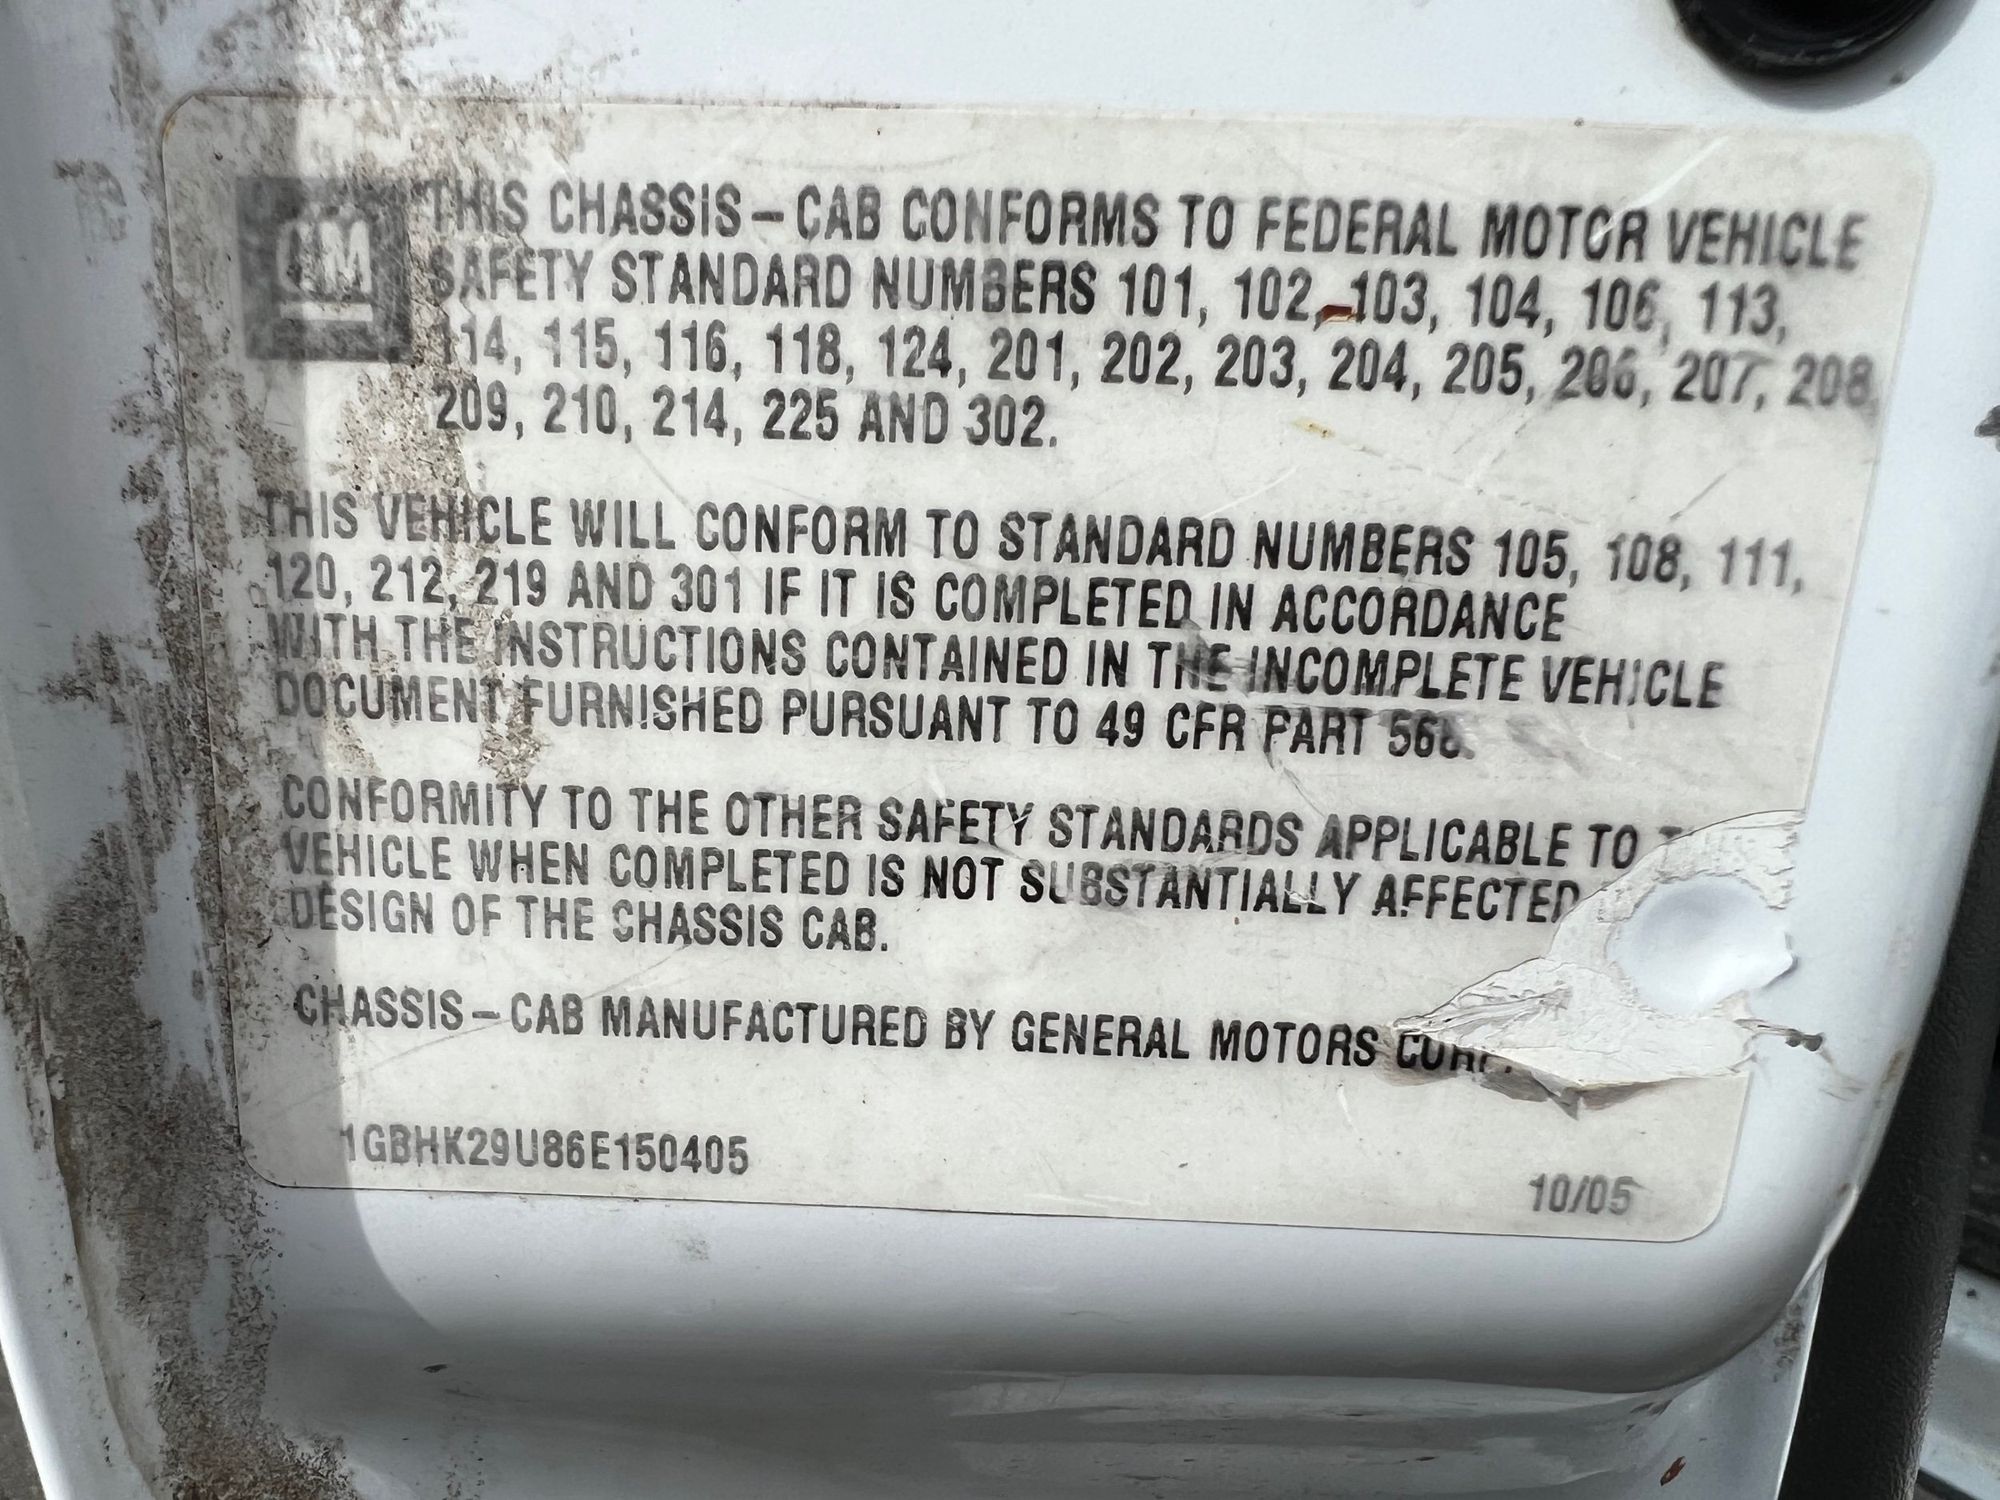 GM
THIS CHASSIS – CAB CONFORMS TO FEDERAL MOTOR VEHICLE
SAFETY STANDARD NUMBERS 101, 102, 103, 104, 106, 113,
114, 115, 116, 118, 124, 201, 202, 203, 204, 205, 206, 207, 208,
209, 210, 214, 225 AND 302.
THIS VEHICLE WILL CONFORM TO STANDARD NUMBERS 105, 108, 111,
120, 212, 219 AND 301 IF IT IS COMPLETED IN ACCORDANCE
WITH THE INSTRUCTIONS CONTAINED IN THE INCOMPLETE VEHICLE
DOCUMENT FURNISHED PURSUANT TO 49 CFR PART 568.
CONFORMITY TO THE OTHER SAFETY STANDARDS APPLICABLE TO
VEHICLE WHEN COMPLETED IS NOT SUBSTANTIALLY AFFECTED
DESIGN OF THE CHASSIS CAB.
CHASSIS – CAB MANUFACTURED BY GENERAL MOTORS CORP.
1GBHK29U86E150405
10/05